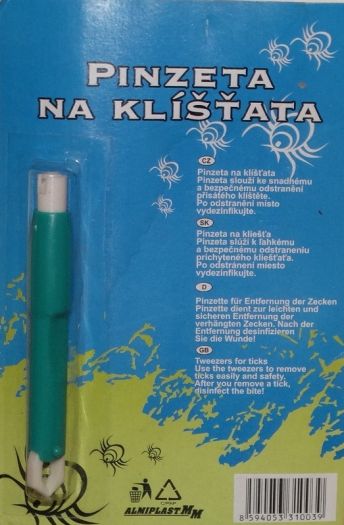 PINZETA
NA KLÍŠŤATA
CZ
Pinzeta na klíšťata
Pinzeta slouží ke snadnému
a bezpečnému odstranění
přisátého klíštěte.
Po odstranění místo
vydezinfikujte.
SK
Pinzeta na kliešťa
Pinzeta slúži k ľahkému
a bezpečnému odstraneniu
prichyteného kliešťaťa.
Po odstránení miesto
vydezinfikujte.
D
Pinzette für Entfernung der Zecken
Pinzette dient zur leichten und
sicheren Entfernung der
verhängten Zecken. Nach der
Entfernung desinfizieren
Sie die Wunde!
GB
Tweezers for ticks
Use the tweezers to remove
ticks easily and safety.
After you remove a tick,
disinfect the bite!
ALMIPLAST MM
8 594053 310039